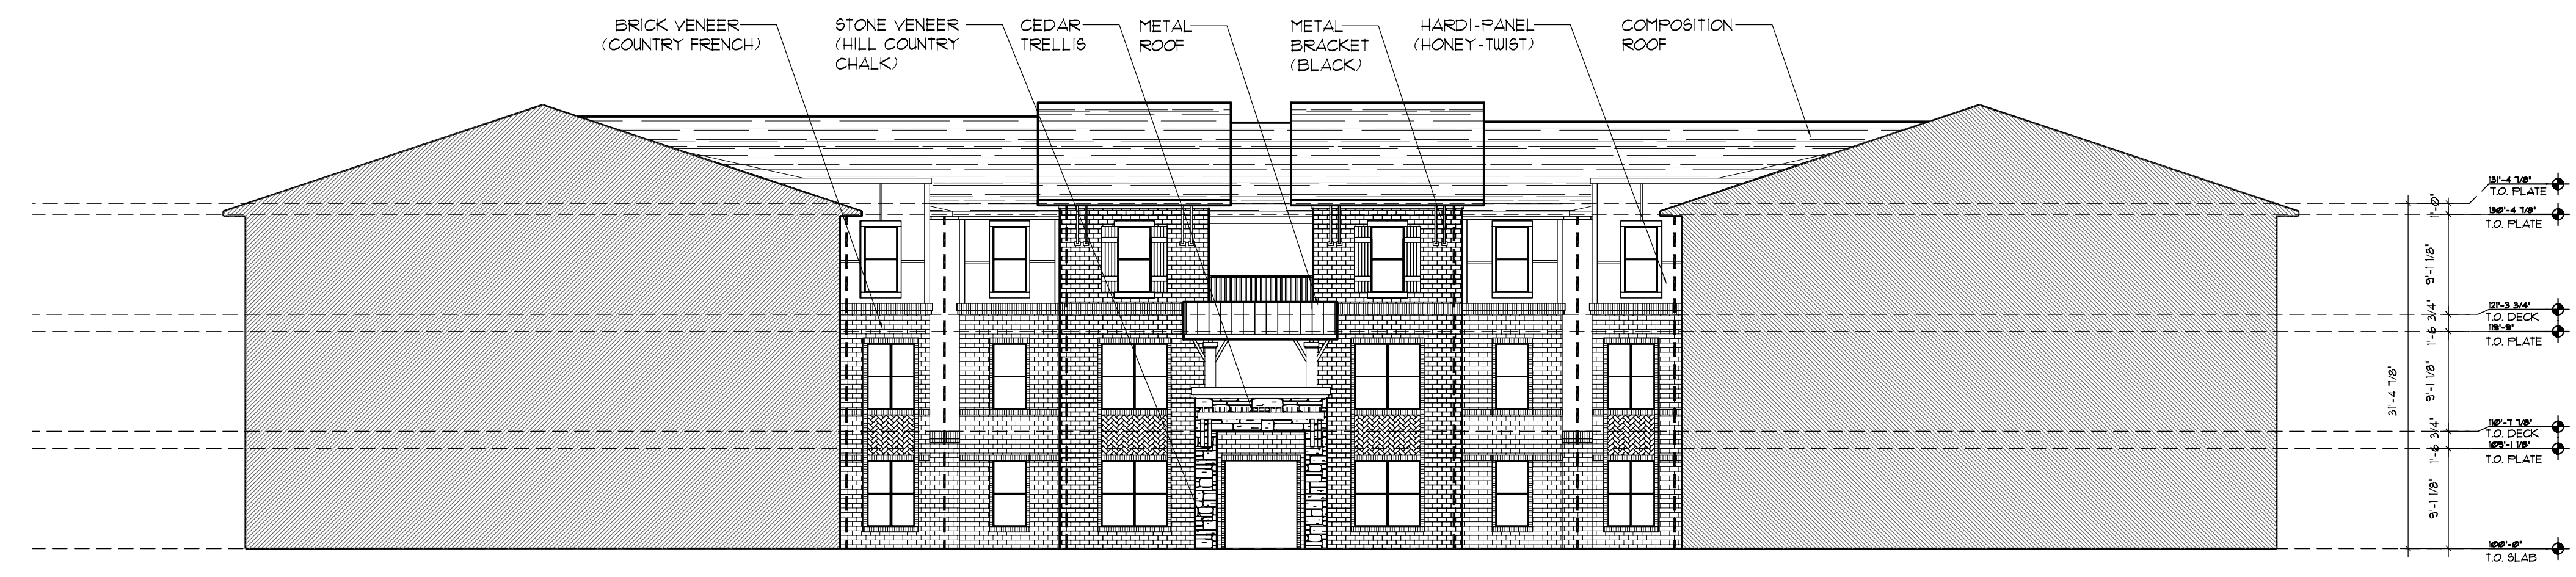 BRICK VENEER
(COUNTRY FRENCH)
STONE VENEER
(HILL COUNTRY
CHALK)
CEDAR
TRELLIS
METAL
ROOF
METAL
BRACKET
(BLACK)
HARDI-PANEL
(HONEY-TWIST)
COMPOSITION
ROOF
131'-4 7/8"
T.O. PLATE
130'-4 7/8"
T.O. PLATE
121'-3 3/4"
T.O. DECK
119'-9"
T.O. PLATE
110'-7 7/8"
T.O. DECK
109'-1 1/8"
T.O. PLATE
100'-0"
T.O. SLAB
1'-0"
9'-1 1/8"
1'-6 3/4"
9'-1 1/8"
1'-6 3/4"
9'-1 1/8"
31'-4 7/8"